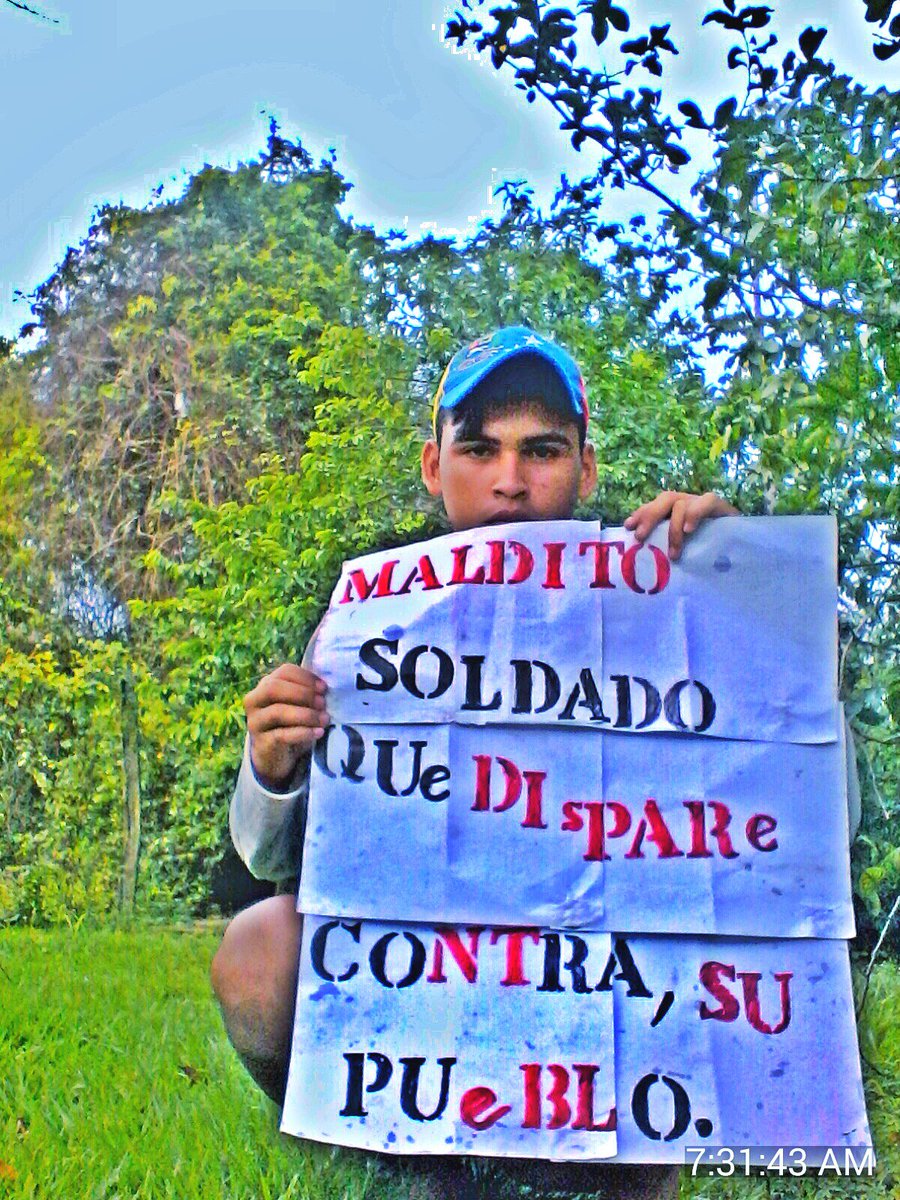 MALDITO
SOLDADO
QUe DISPARe
CONTRA, SU
PUeBLO.
7:31:43 AM